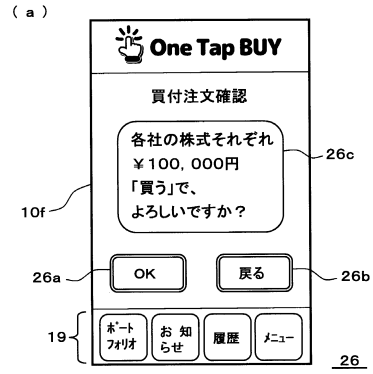 (a)
One Tap BUY
買付注文確認
各社の株式それぞれ
￥100,000円
「買う」で、
よろしいですか？
26c
10f
26a
OK
戻る
26b
19
ポート
フォリオ
お知
らせ
履歴
メニュー
26